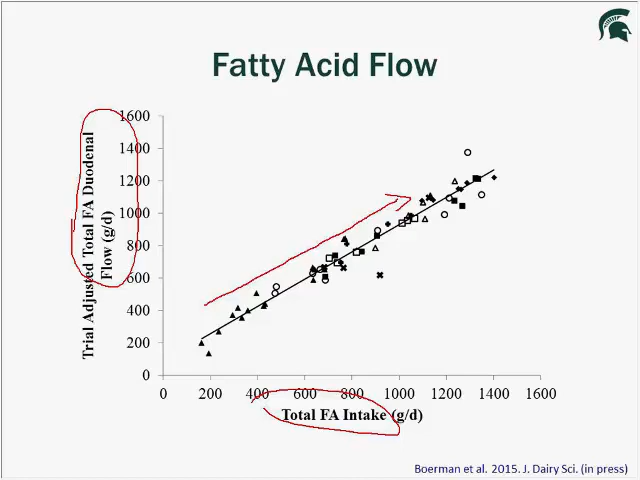 Fatty Acid Flow
Trial Adjusted Total FA Duodenal
Flow (g/d)
1600
1400
1200
1000
800
600
400
200
0
0 200 400 600 800 1000 1200 1400 1600
Total FA Intake (g/d)
Boerman et al. 2015. J. Dairy Sci. (in press)